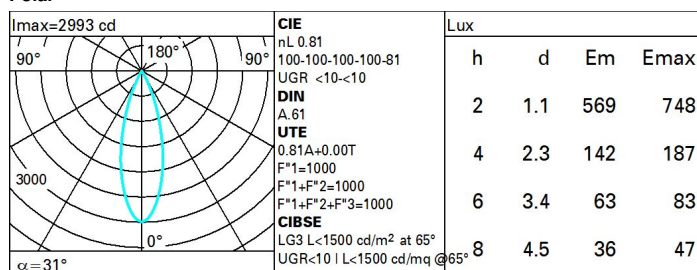 Imax=2993 cd
90°
180°
90°
3000
0°
α=31°
CIE
nL 0.81
100-100-100-100-81
UGR <10-<10
DIN
A.61
UTE
0.81A+0.00T
F"1=1000
F"1+F"2=1000
F"1+F"2+F"3=1000
CIBSE
LG3 L<1500 cd/m² at 65°
UGR<10 | L<1500 cd/mq @65°
Lux
h d Em Emax
2 1.1 569 748
4 2.3 142 187
6 3.4 63 83
8 4.5 36 47